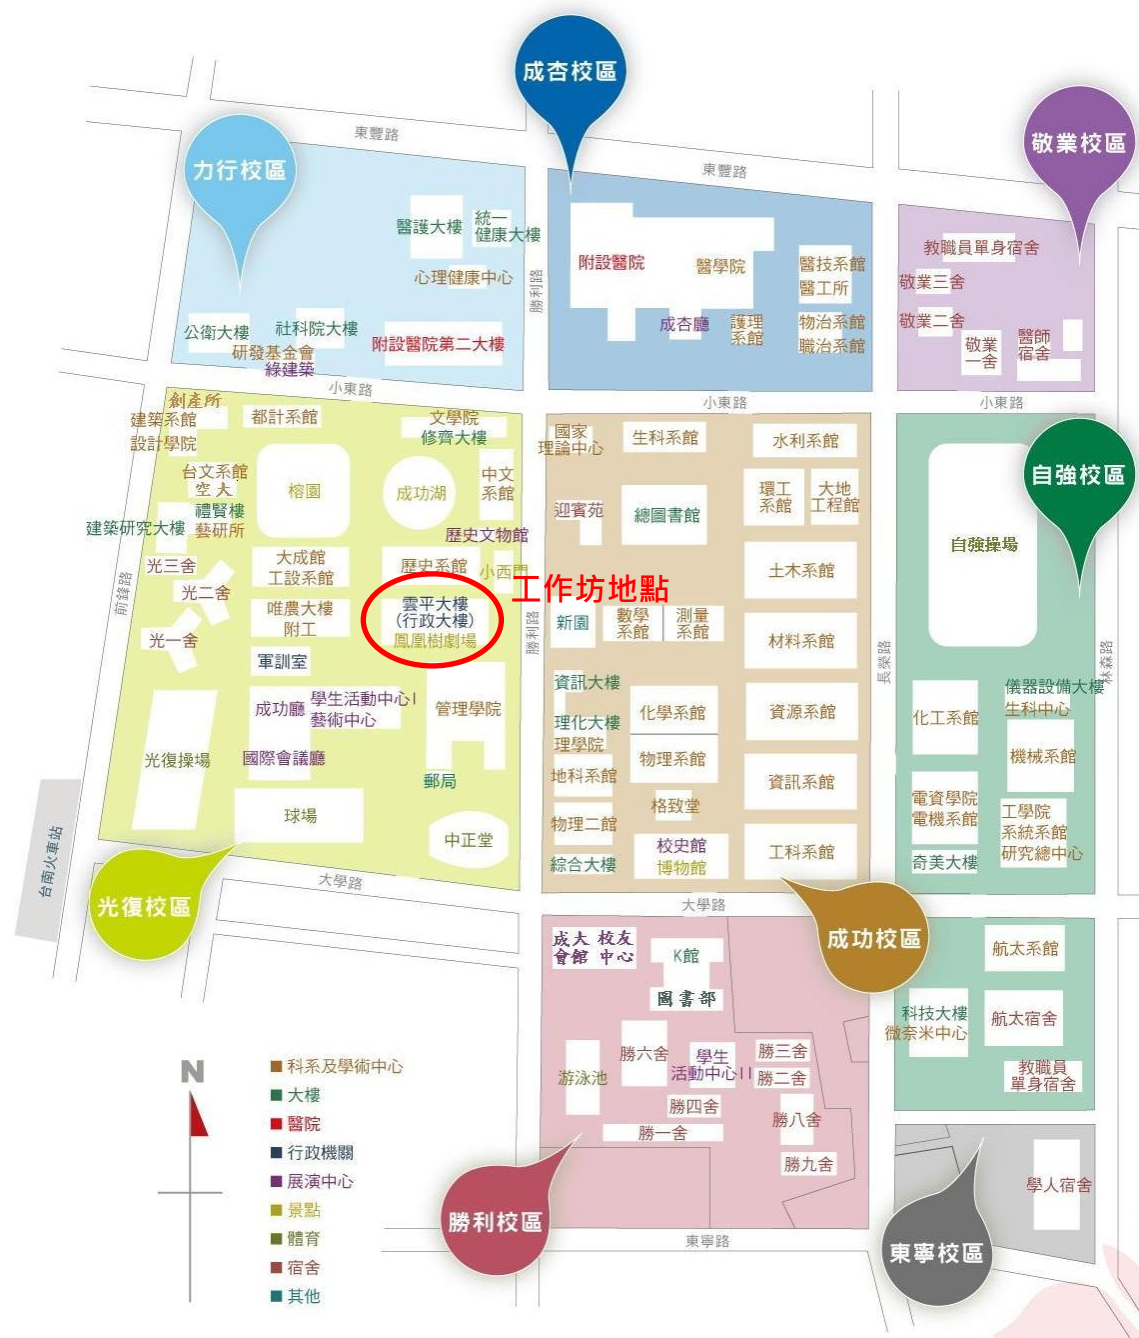 成杏校區
敬業校區
力行校區
東豐路
東豐路
醫護大樓
統一
健康大樓
心理健康中心
公衛大樓
社科院大樓
研發基金會
綠建築
附設醫院第二大樓
勝利路
附設醫院
醫學院
醫技系館
醫工所
成杏廳
護理
系館
物治系館
職治系館
教職員單身宿舍
敬業三舍
敬業二舍
敬業
一舍
醫師
宿舍
小東路
小東路
小東路
創產所
建築系館
設計學院
都計系館
文學院
修齊大樓
台文系館
空大
榕園
成功湖
中文
系館
禮賢樓
藝研所
建築研究大樓
歷史文物館
光三舍
大成館
工設系館
歷史系館
小西門
光二舍
唯農大樓
附工
雲平大樓
(行政大樓)
鳳凰樹劇場
工作坊地點
前鋒路
光一舍
軍訓室
成功廳
學生活動中心I
藝術中心
管理學院
光復操場
國際會議廳
郵局
球場
中正堂
勝利路
大學路
台南火車站
光復校區
國家
理論中心
生科系館
水利系館
迎賓苑
總圖書館
環工
系館
大地
工程館
土木系館
新園
數學
系館
測量
系館
材料系館
資訊大樓
理化大樓
理學院
化學系館
資源系館
地科系館
物理系館
資訊系館
物理二館
格致堂
綜合大樓
校史館
博物館
工科系館
長榮路
大學路
成功校區
自強校區
自強操場
林森路
儀器設備大樓
生科中心
化工系館
機械系館
電資學院
電機系館
工學院
系統系館
研究總中心
奇美大樓
航太系館
科技大樓
微奈米中心
航太宿舍
教職員
單身宿舍
成大 校友
會館 中心
K館
圖書部
游泳池
勝六舍
學生
活動中心II
勝三舍
勝二舍
勝四舍
勝一舍
勝八舍
勝九舍
勝利校區
東寧路
東寧校區
學人宿舍
N
科系及學術中心
大樓
醫院
行政機關
展演中心
景點
體育
宿舍
其他